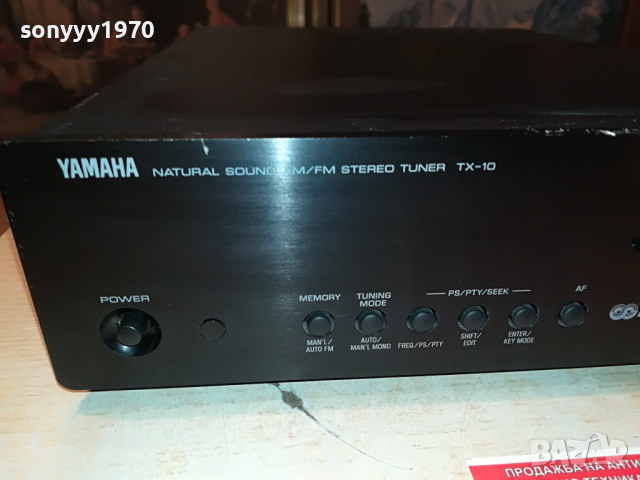 sonyyy1970
YAMAHA NATURAL SOUND AM/FM STEREO TUNER TX-10
POWER
MEMORY
TUNING
MODE
PS/PTY/SEEK
AF
MAN'L/
AUTO FM
AUTO/
MAN'L MONO
FREQ/PS/PTY
SHIFT/
EDIT
ENTER/
KEY MODE
bazar
ПРОДАЖБА НА АНТИ